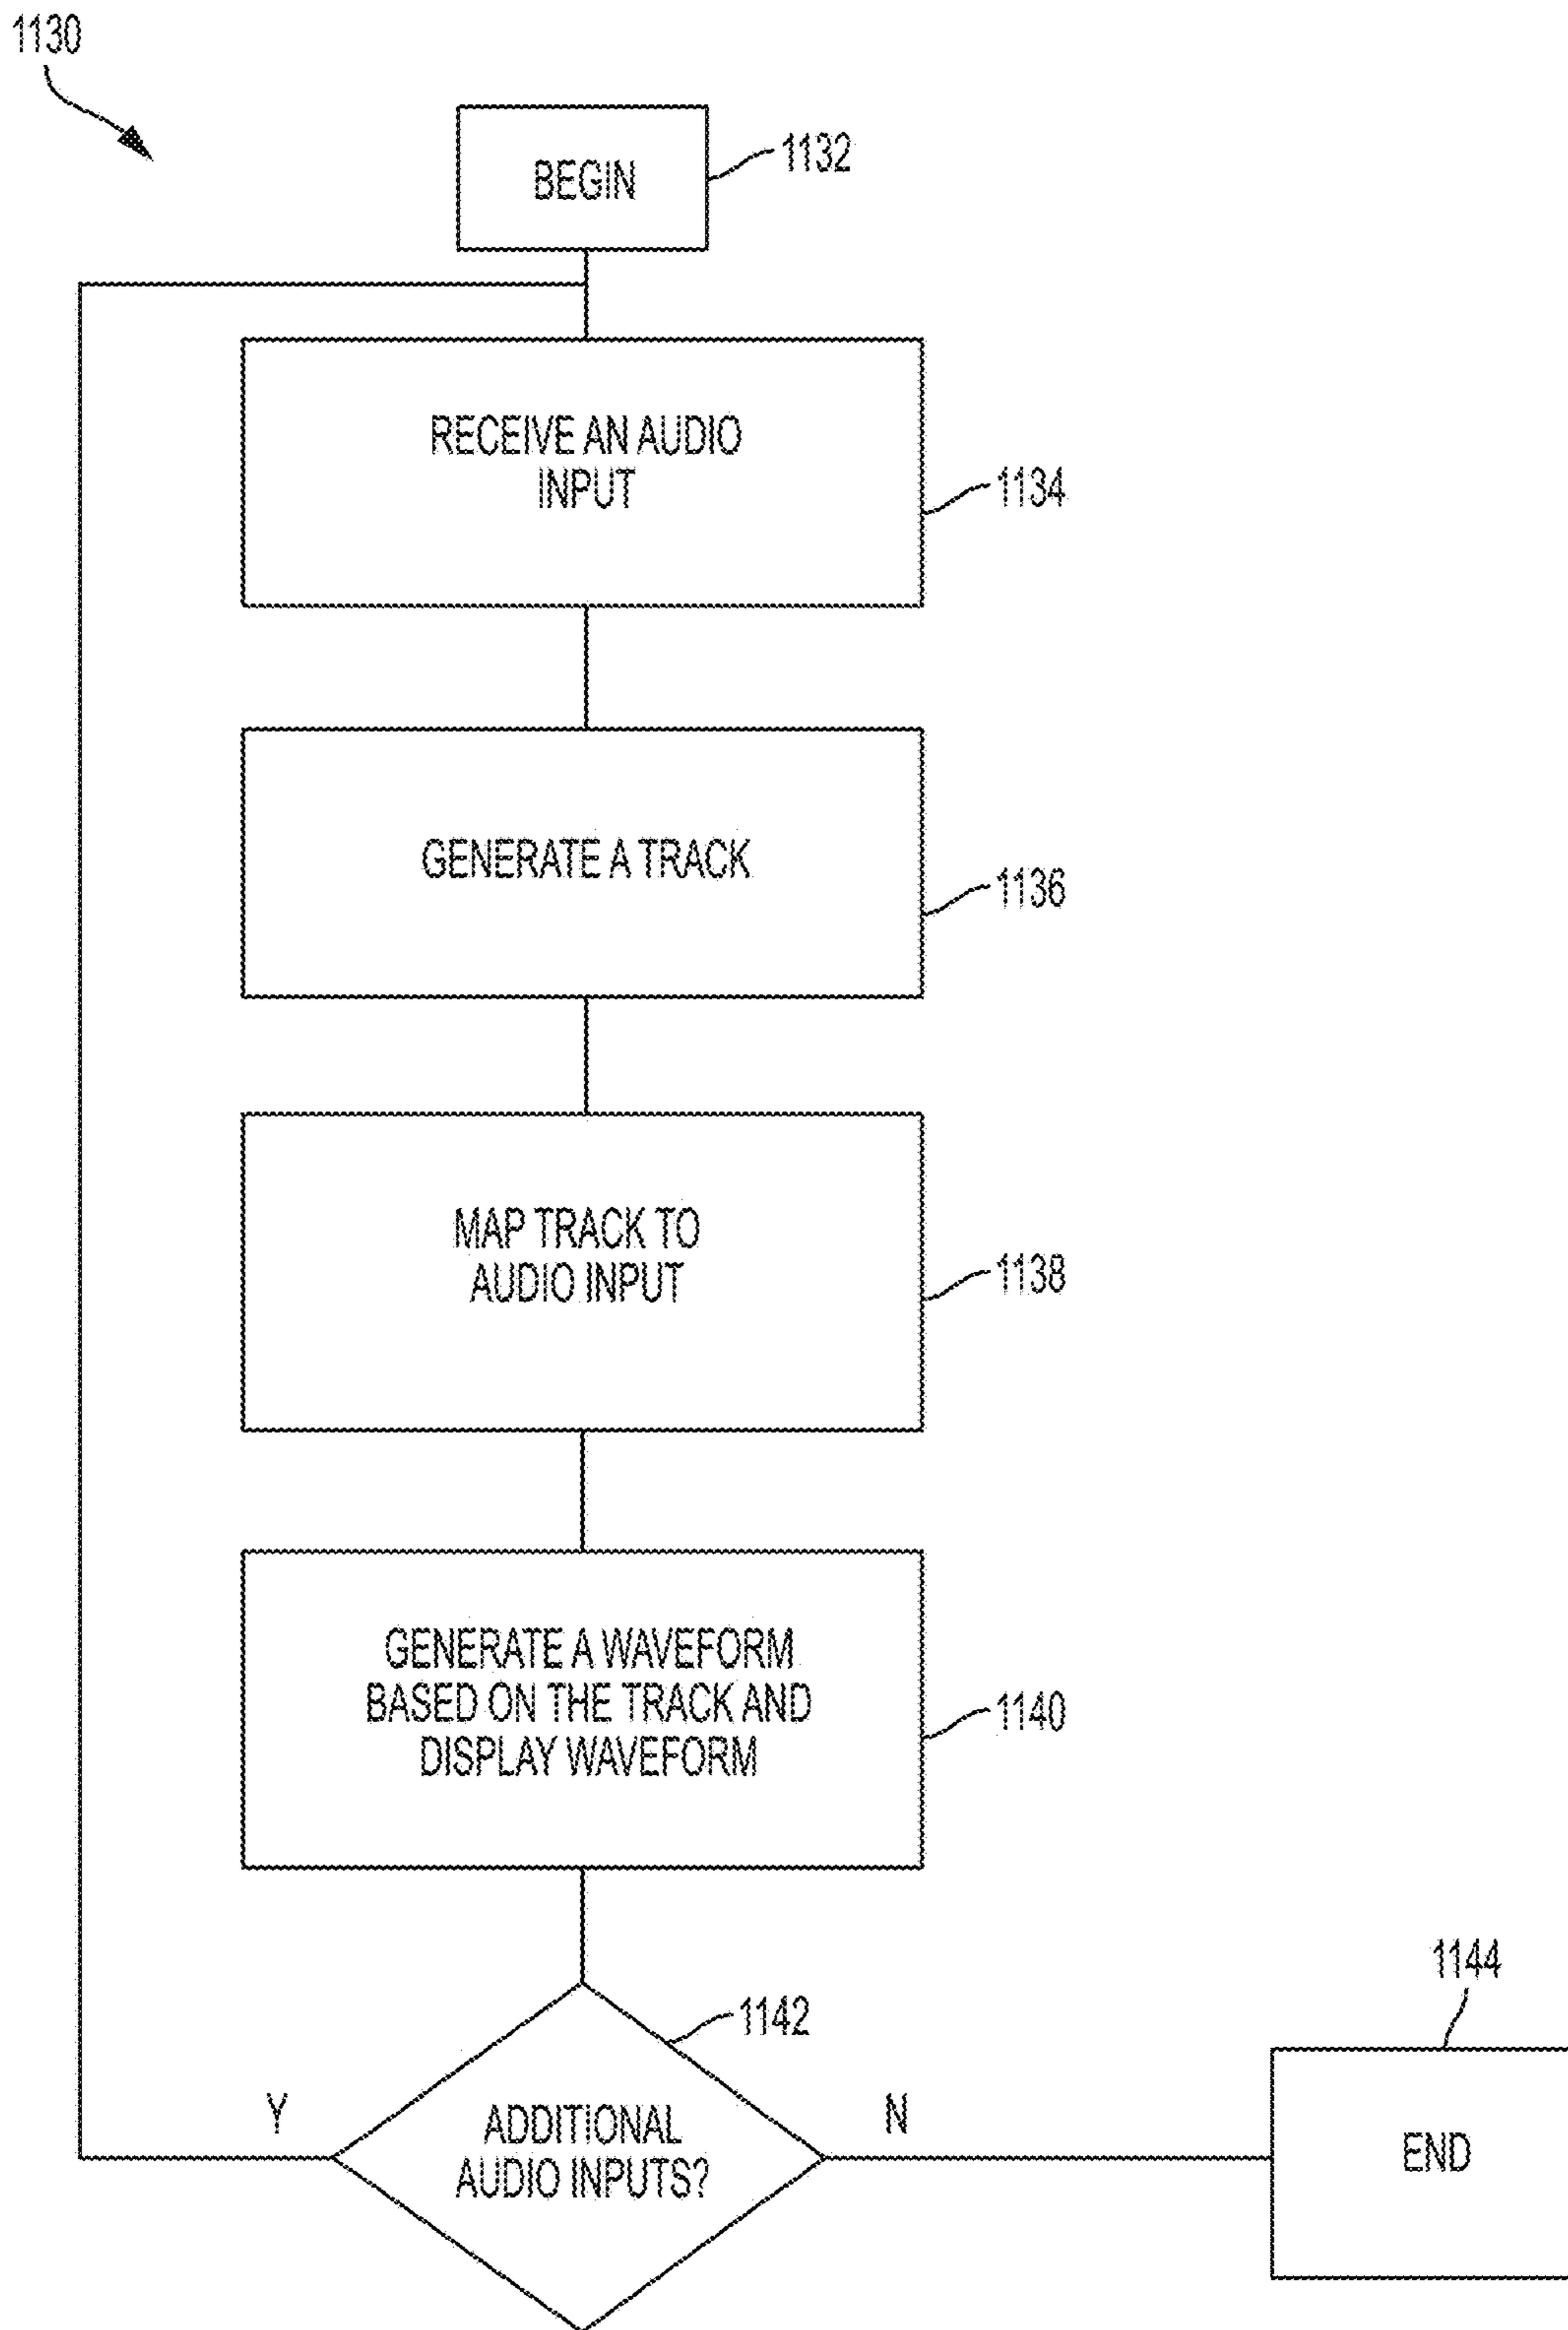 1130
BEGIN
1132
RECEIVE AN AUDIO
INPUT
1134
GENERATE A TRACK
1136
MAP TRACK TO
AUDIO INPUT
1138
GENERATE A WAVEFORM
BASED ON THE TRACK AND
DISPLAY WAVEFORM
1140
1142
Y
ADDITIONAL
AUDIO INPUTS?
N
1144
END